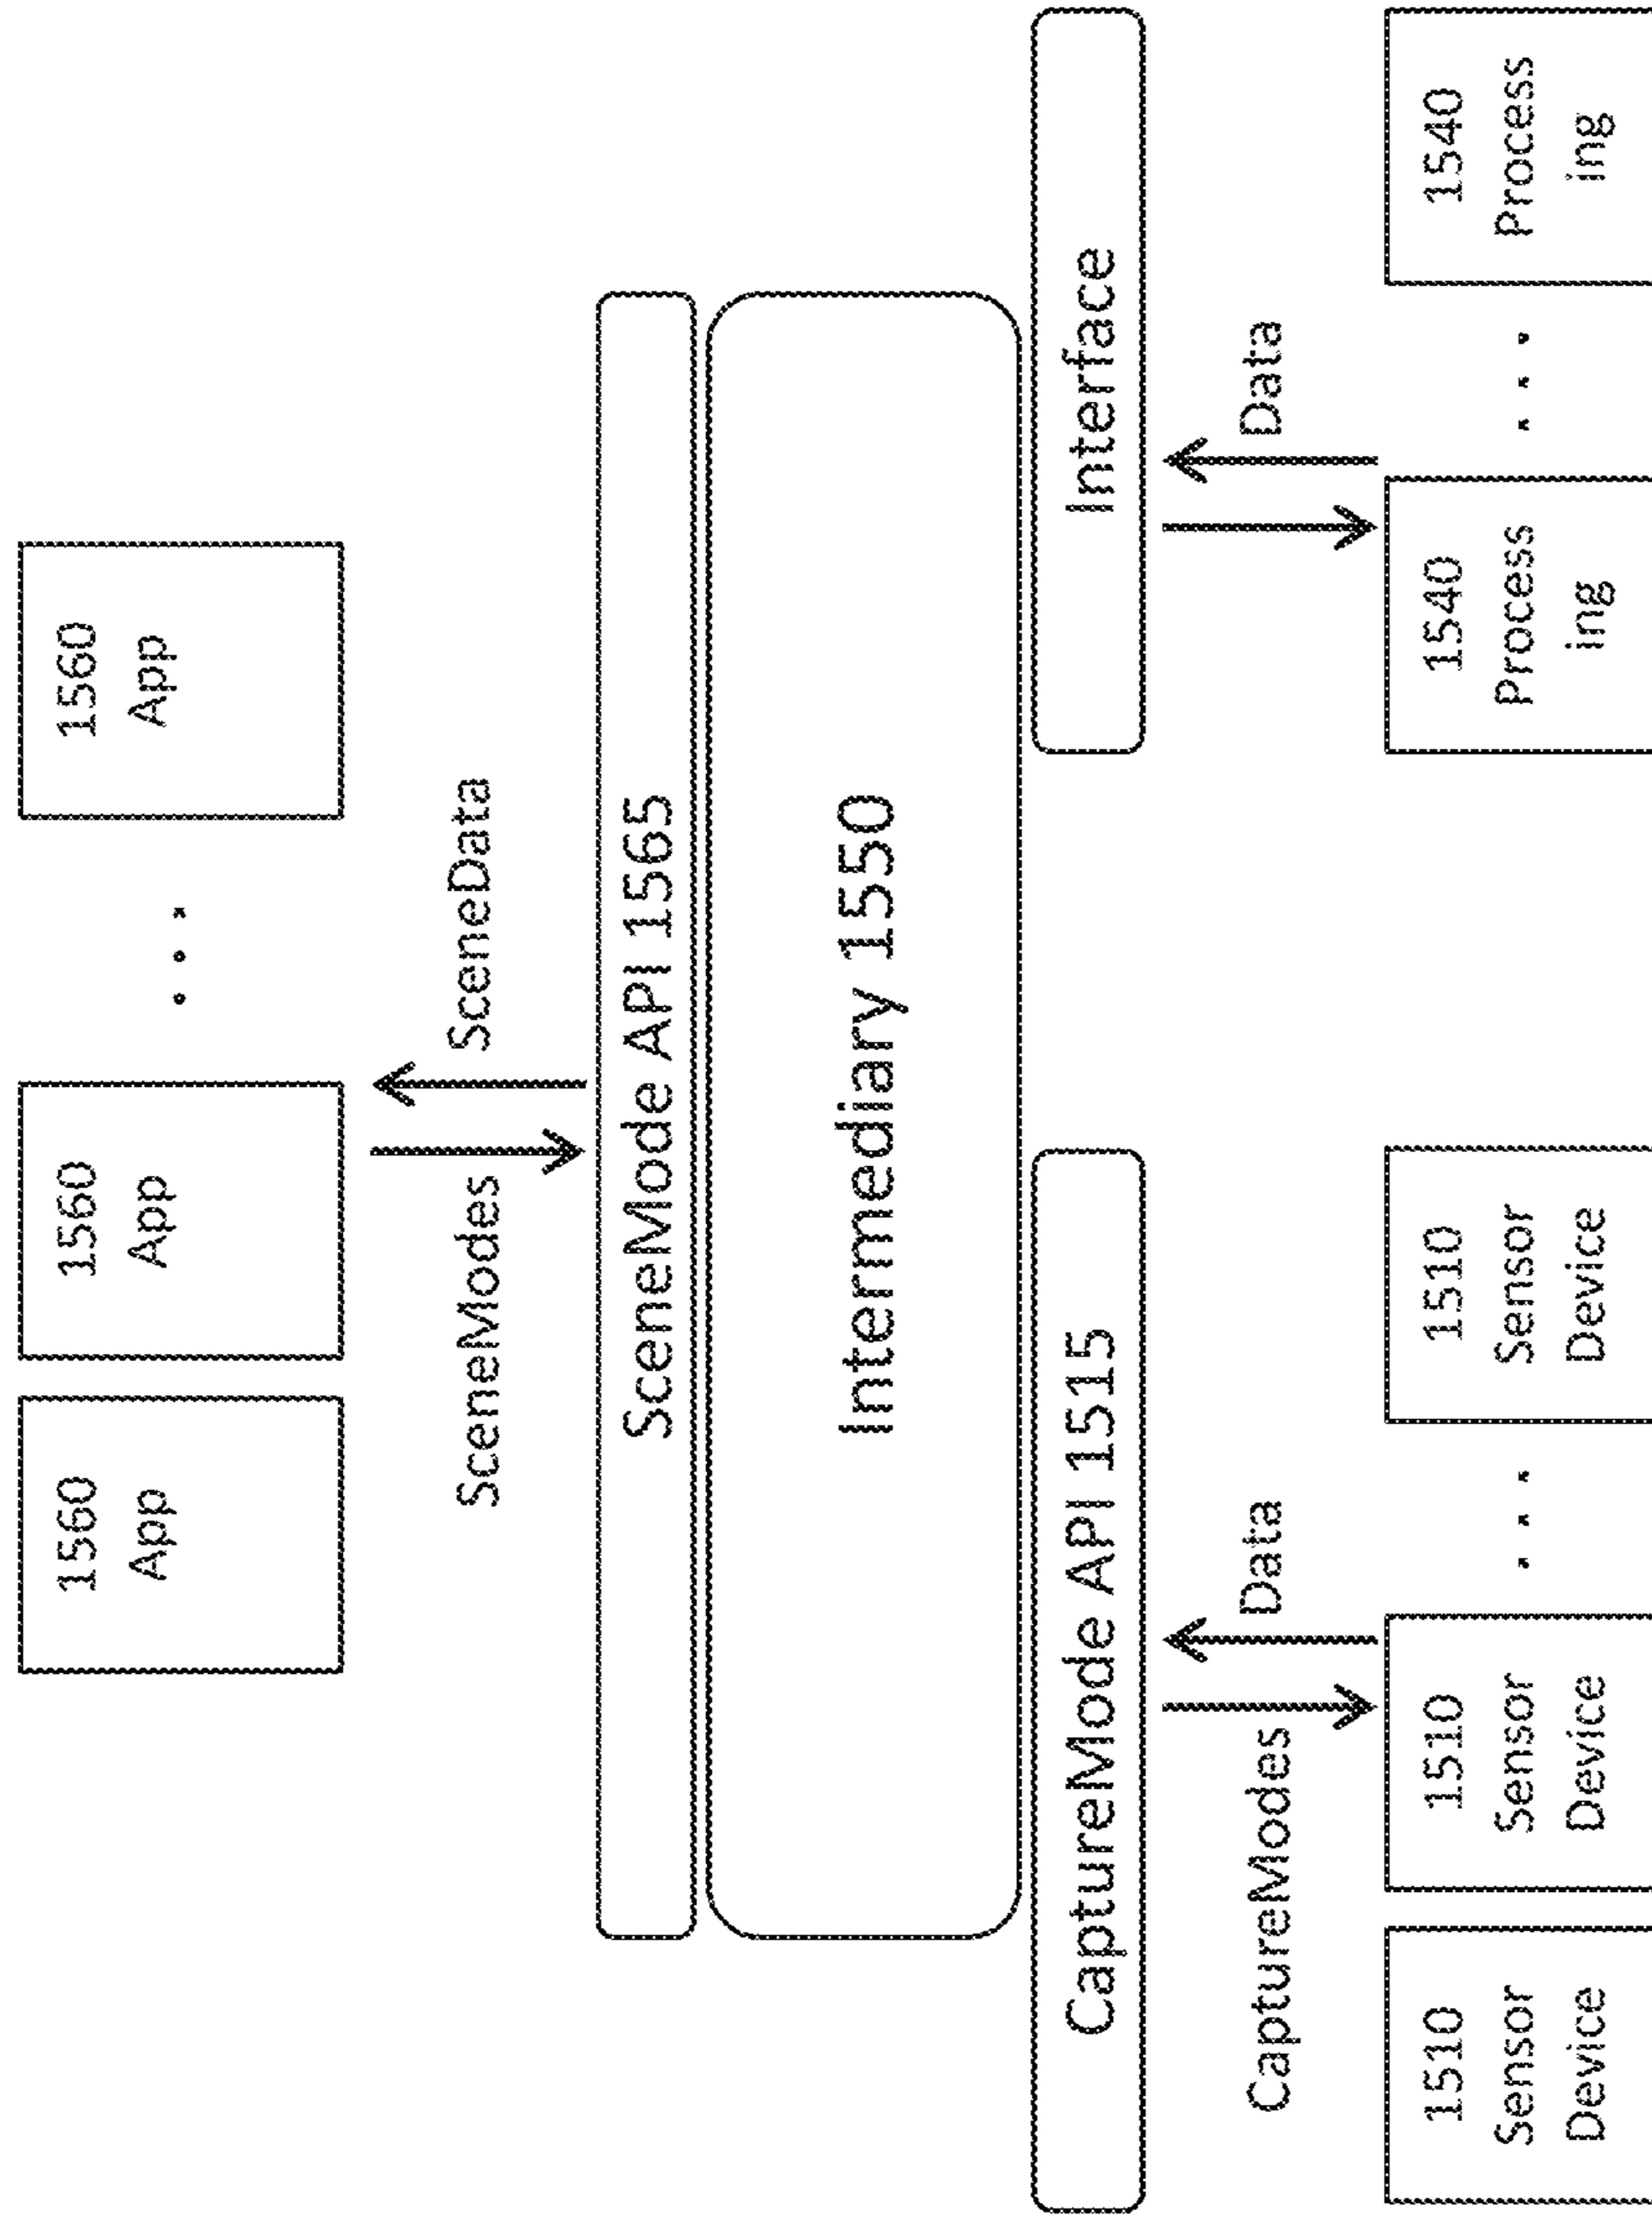 1560
App
1560
App
1560
App
. . .
SceneModes
SceneData
SceneMode API 1565
Intermediary 1550
CaptureMode API 1515
Interface
CaptureModes
Data
Data
1510
Sensor
Device
1510
Sensor
Device
. . .
1510
Sensor
Device
1540
Process
ing
. . .
1540
Process
ing